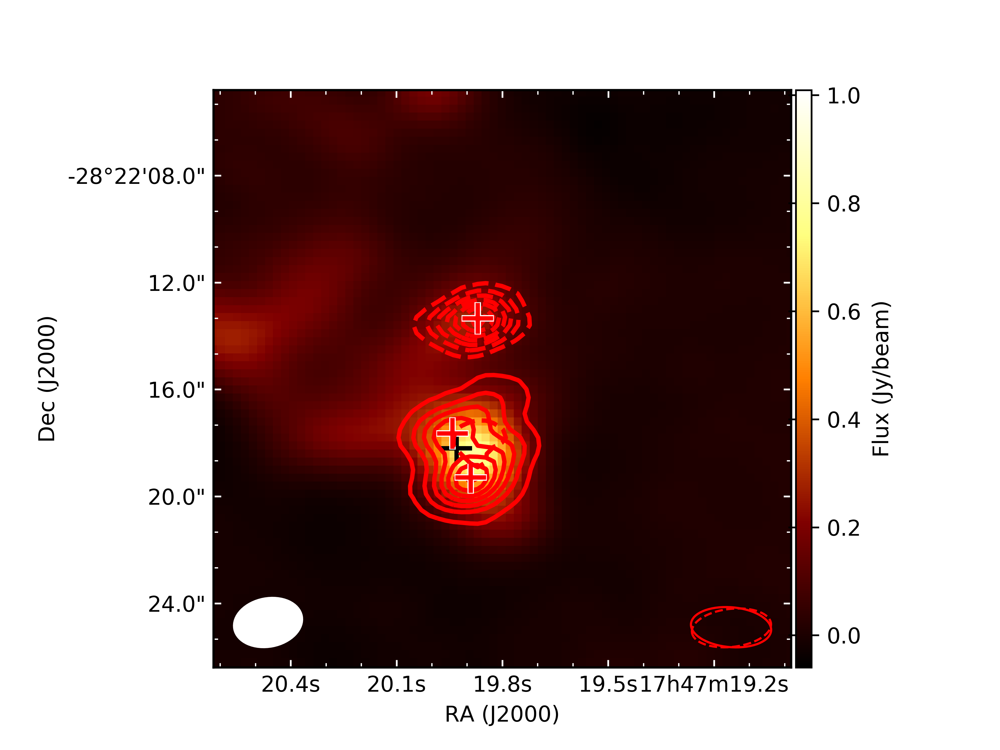 -28°22'08.0"
12.0"
16.0"
20.0"
24.0"
Dec (J2000)
20.4s
20.1s
19.8s
19.5s
17h47m19.2s
RA (J2000)
1.0
0.8
0.6
0.4
0.2
0.0
Flux (Jy/beam)